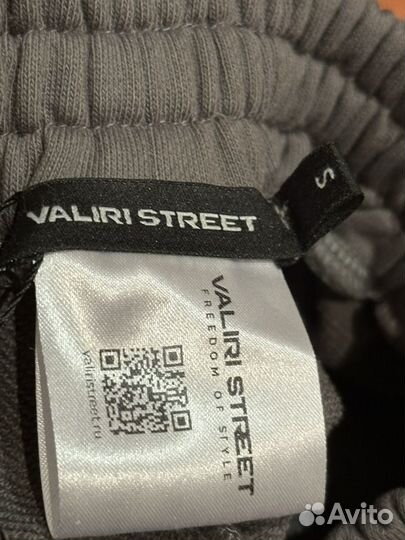 VALIRI STREET
S
VALIRI STREET
FREEDOM OF STYLE
valiristreet.ru
Avito